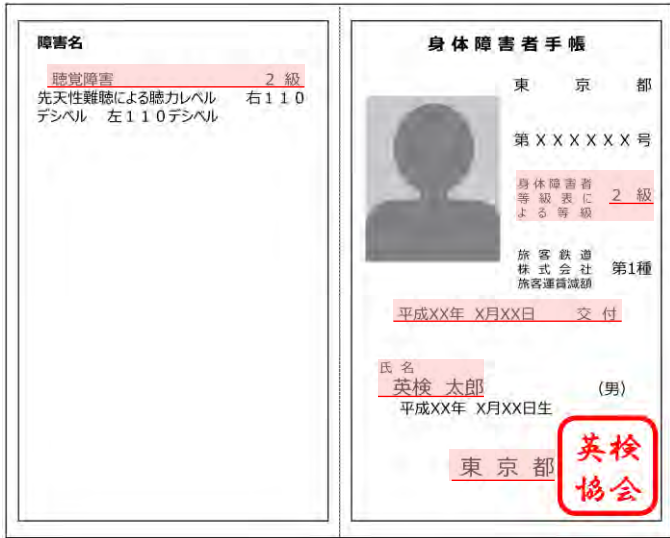 障害名
聴覚障害 2 級
先天性難聴による聴力レベル 右110
デシベル 左110デシベル
身体障害者手帳
東京都
第XXXXXX号
身体障害者
等級表に
よる等級
2 級
旅客鉄道
株式会社
旅客運賃減額
第1種
平成XX年 X月XX日 交付
氏名
英検 太郎 (男)
平成XX年 X月XX日生
東京都
英検
協会